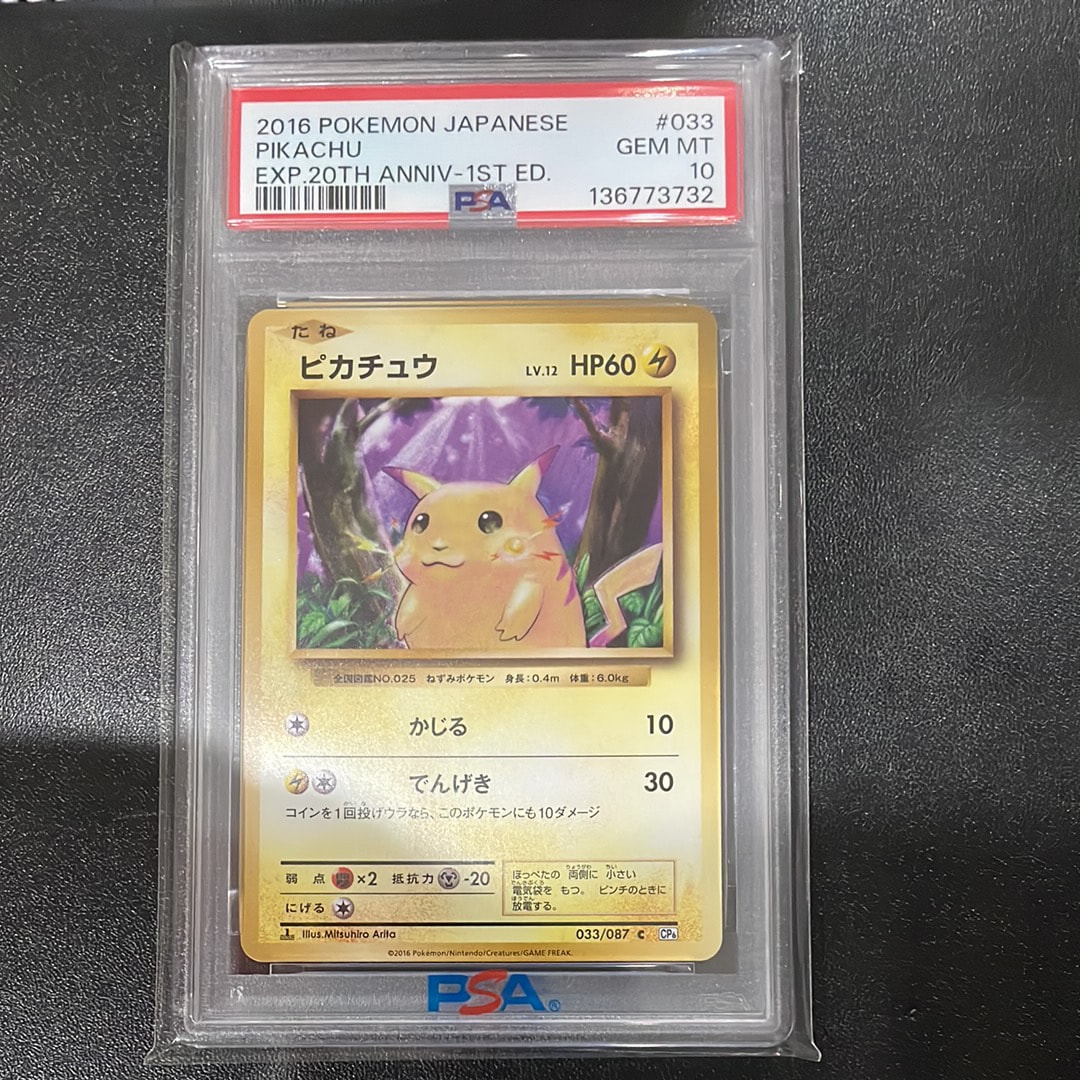 2016 POKEMON JAPANESE #033
PIKACHU GEM MT
EXP.20TH ANNIV-1ST ED. 10
PSA 136773732
たね
ピカチュウ LV.12 HP60
全国図鑑NO.025 ねずみポケモン 身長:0.4m 体重:6.0kg
かじる 10
でんげき 30
コインを1回投げウラなら、このポケモンにも10ダメージ
弱点 ×2 抵抗力 -20
にげる
ほっぺたの 両側に 小さい
電気袋を もつ。 ピンチのときに
放電する。
1 Illus.Mitsuhiro Arita 033/087 C CP6
©2016 Pokémon/Nintendo/Creatures/GAME FREAK.
PSA®